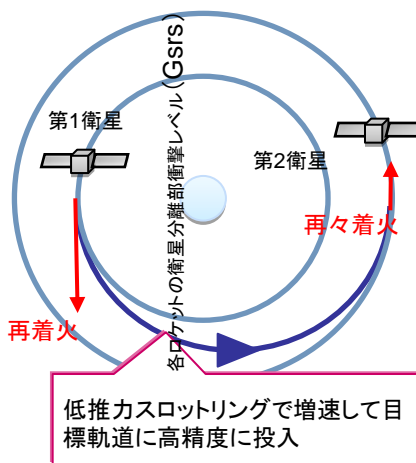 第1衛星
各ロケットの衛星分離部衝撃レベル(Gsrs)
第2衛星
再々着火
再着火
低推力スロットリングで増速して目
標軌道に高精度に投入